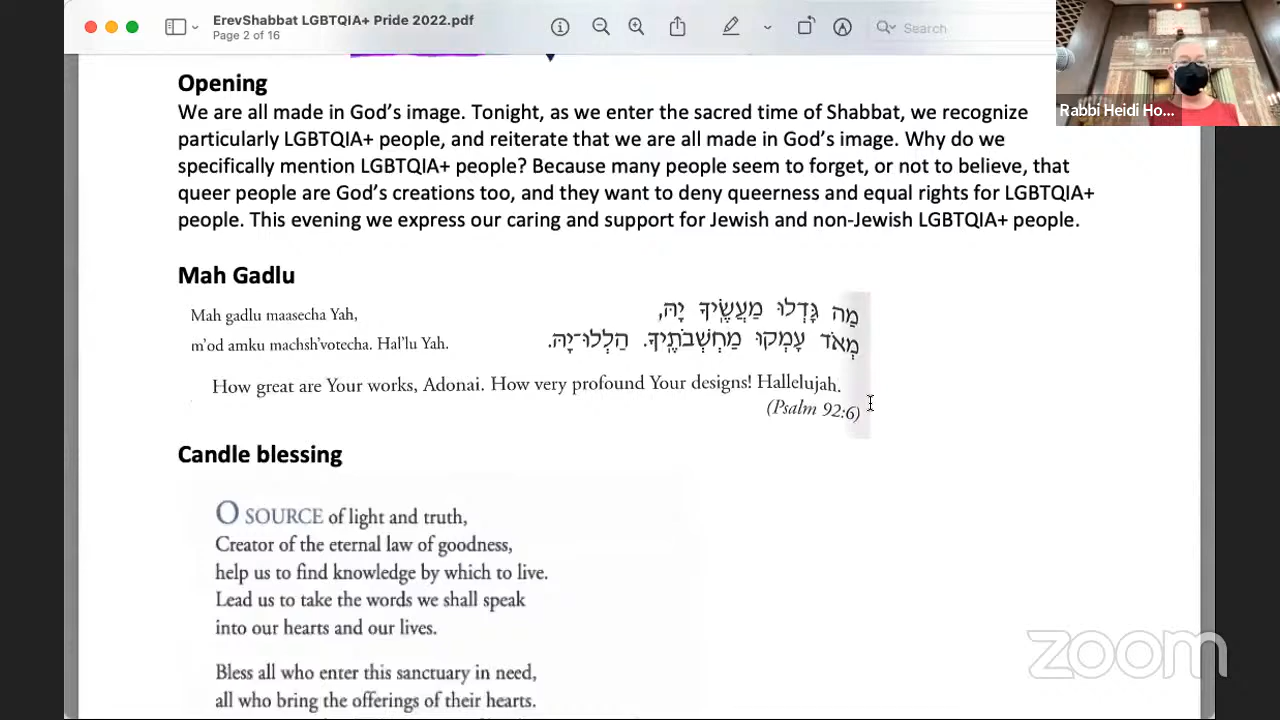 ErevShabbat LGBTQIA+ Pride 2022.pdf
Page 2 of 16
Search
Rabbi Heidi Ho...
Opening
We are all made in God's image. Tonight, as we enter the sacred time of Shabbat, we recognize
particularly LGBTQIA+ people, and reiterate that we are all made in God's image. Why do we
specifically mention LGBTQIA+ people? Because many people seem to forget, or not to believe, that
queer people are God's creations too, and they want to deny queerness and equal rights for LGBTQIA+
people. This evening we express our caring and support for Jewish and non-Jewish LGBTQIA+ people.
Mah Gadlu
Mah gadlu maasecha Yah,
m'od amku machsh'votecha. Hal'lu Yah.
מַה גָּדְלוּ מַעֲשֶֽׂיךָ יָהּ,
מְאֹד עָמְקוּ מַחְשְׁבֹתֶֽיךָ. הַלְלוּ־יָהּ.
How great are Your works, Adonai. How very profound Your designs! Hallelujah.
(Psalm 92:6)
Candle blessing
O SOURCE of light and truth,
Creator of the eternal law of goodness,
help us to find knowledge by which to live.
Lead us to take the words we shall speak
into our hearts and our lives.
Bless all who enter this sanctuary in need,
all who bring the offerings of their hearts.
zoom